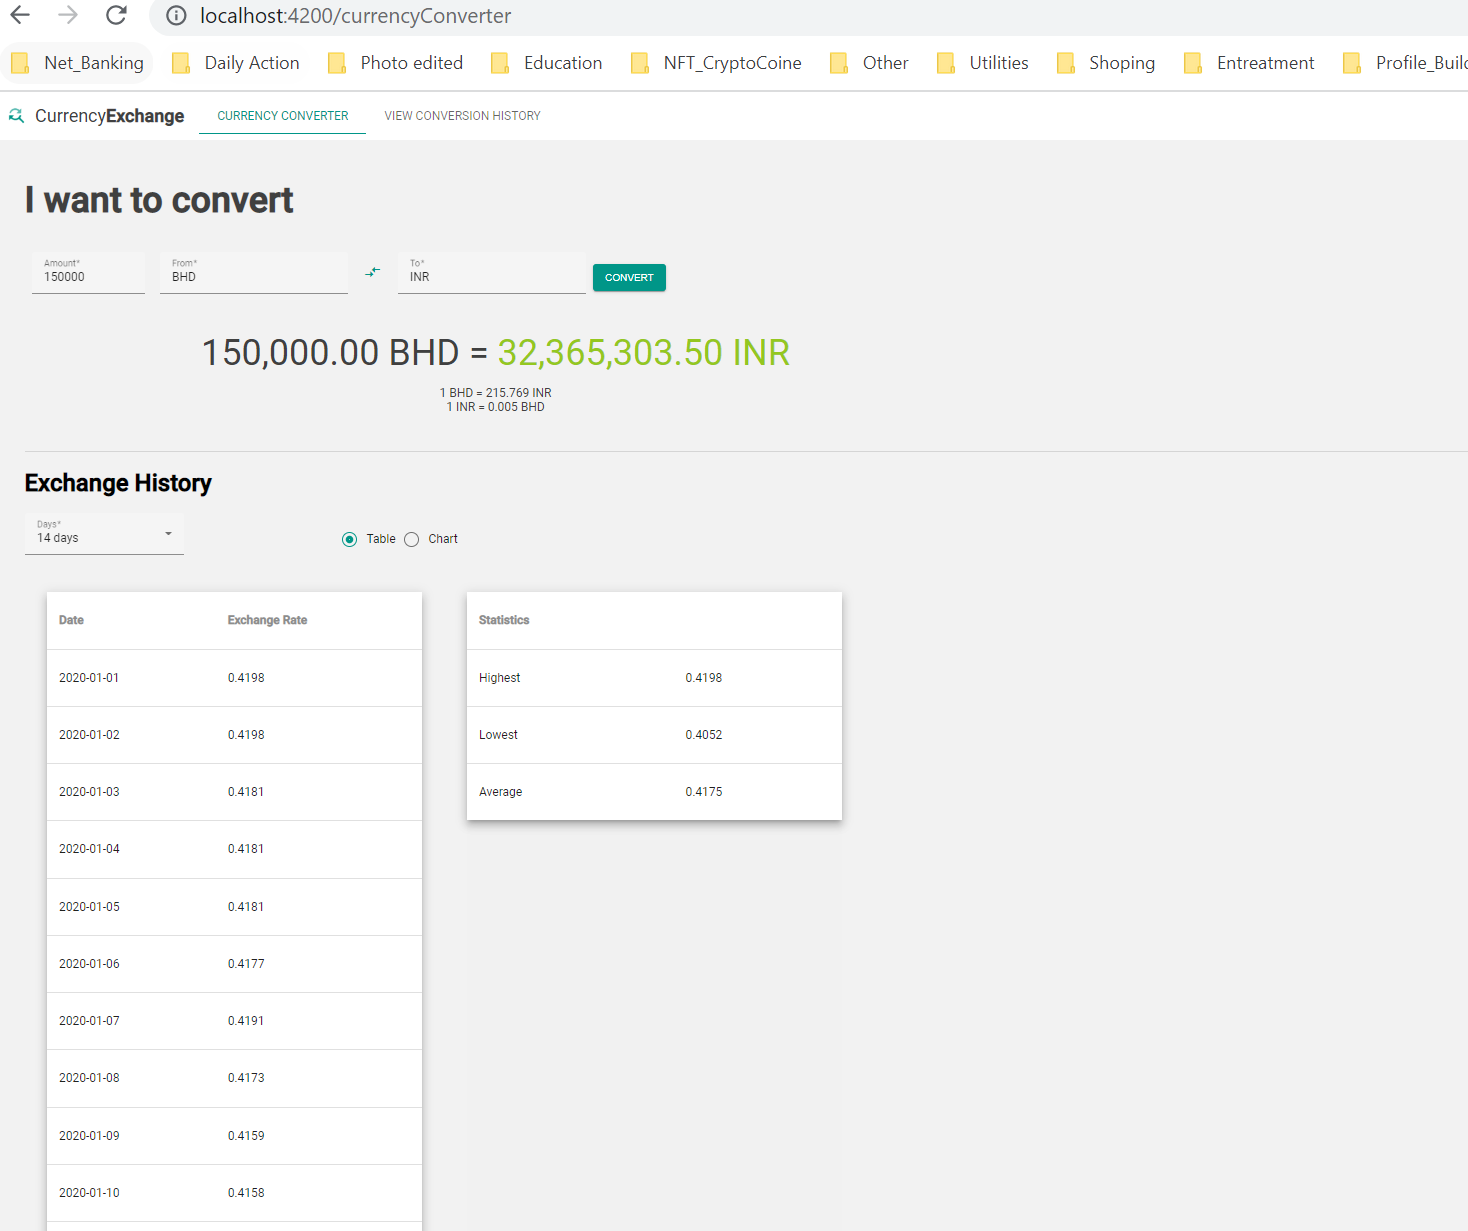 localhost:4200/currencyConverter
Net_Banking Daily Action Photo edited Education NFT_CryptoCoine Other Utilities Shoping Entreatment Profile_Build
CurrencyExchange CURRENCY CONVERTER VIEW CONVERSION HISTORY
I want to convert
Amount* From* To*
150000 BHD INR CONVERT
150,000.00 BHD = 32,365,303.50 INR
1 BHD = 215.769 INR
1 INR = 0.005 BHD
Exchange History
Days*
14 days Table Chart
Date Exchange Rate Statistics
2020-01-01 0.4198 Highest 0.4198
2020-01-02 0.4198 Lowest 0.4052
2020-01-03 0.4181 Average 0.4175
2020-01-04 0.4181
2020-01-05 0.4181
2020-01-06 0.4177
2020-01-07 0.4191
2020-01-08 0.4173
2020-01-09 0.4159
2020-01-10 0.4158